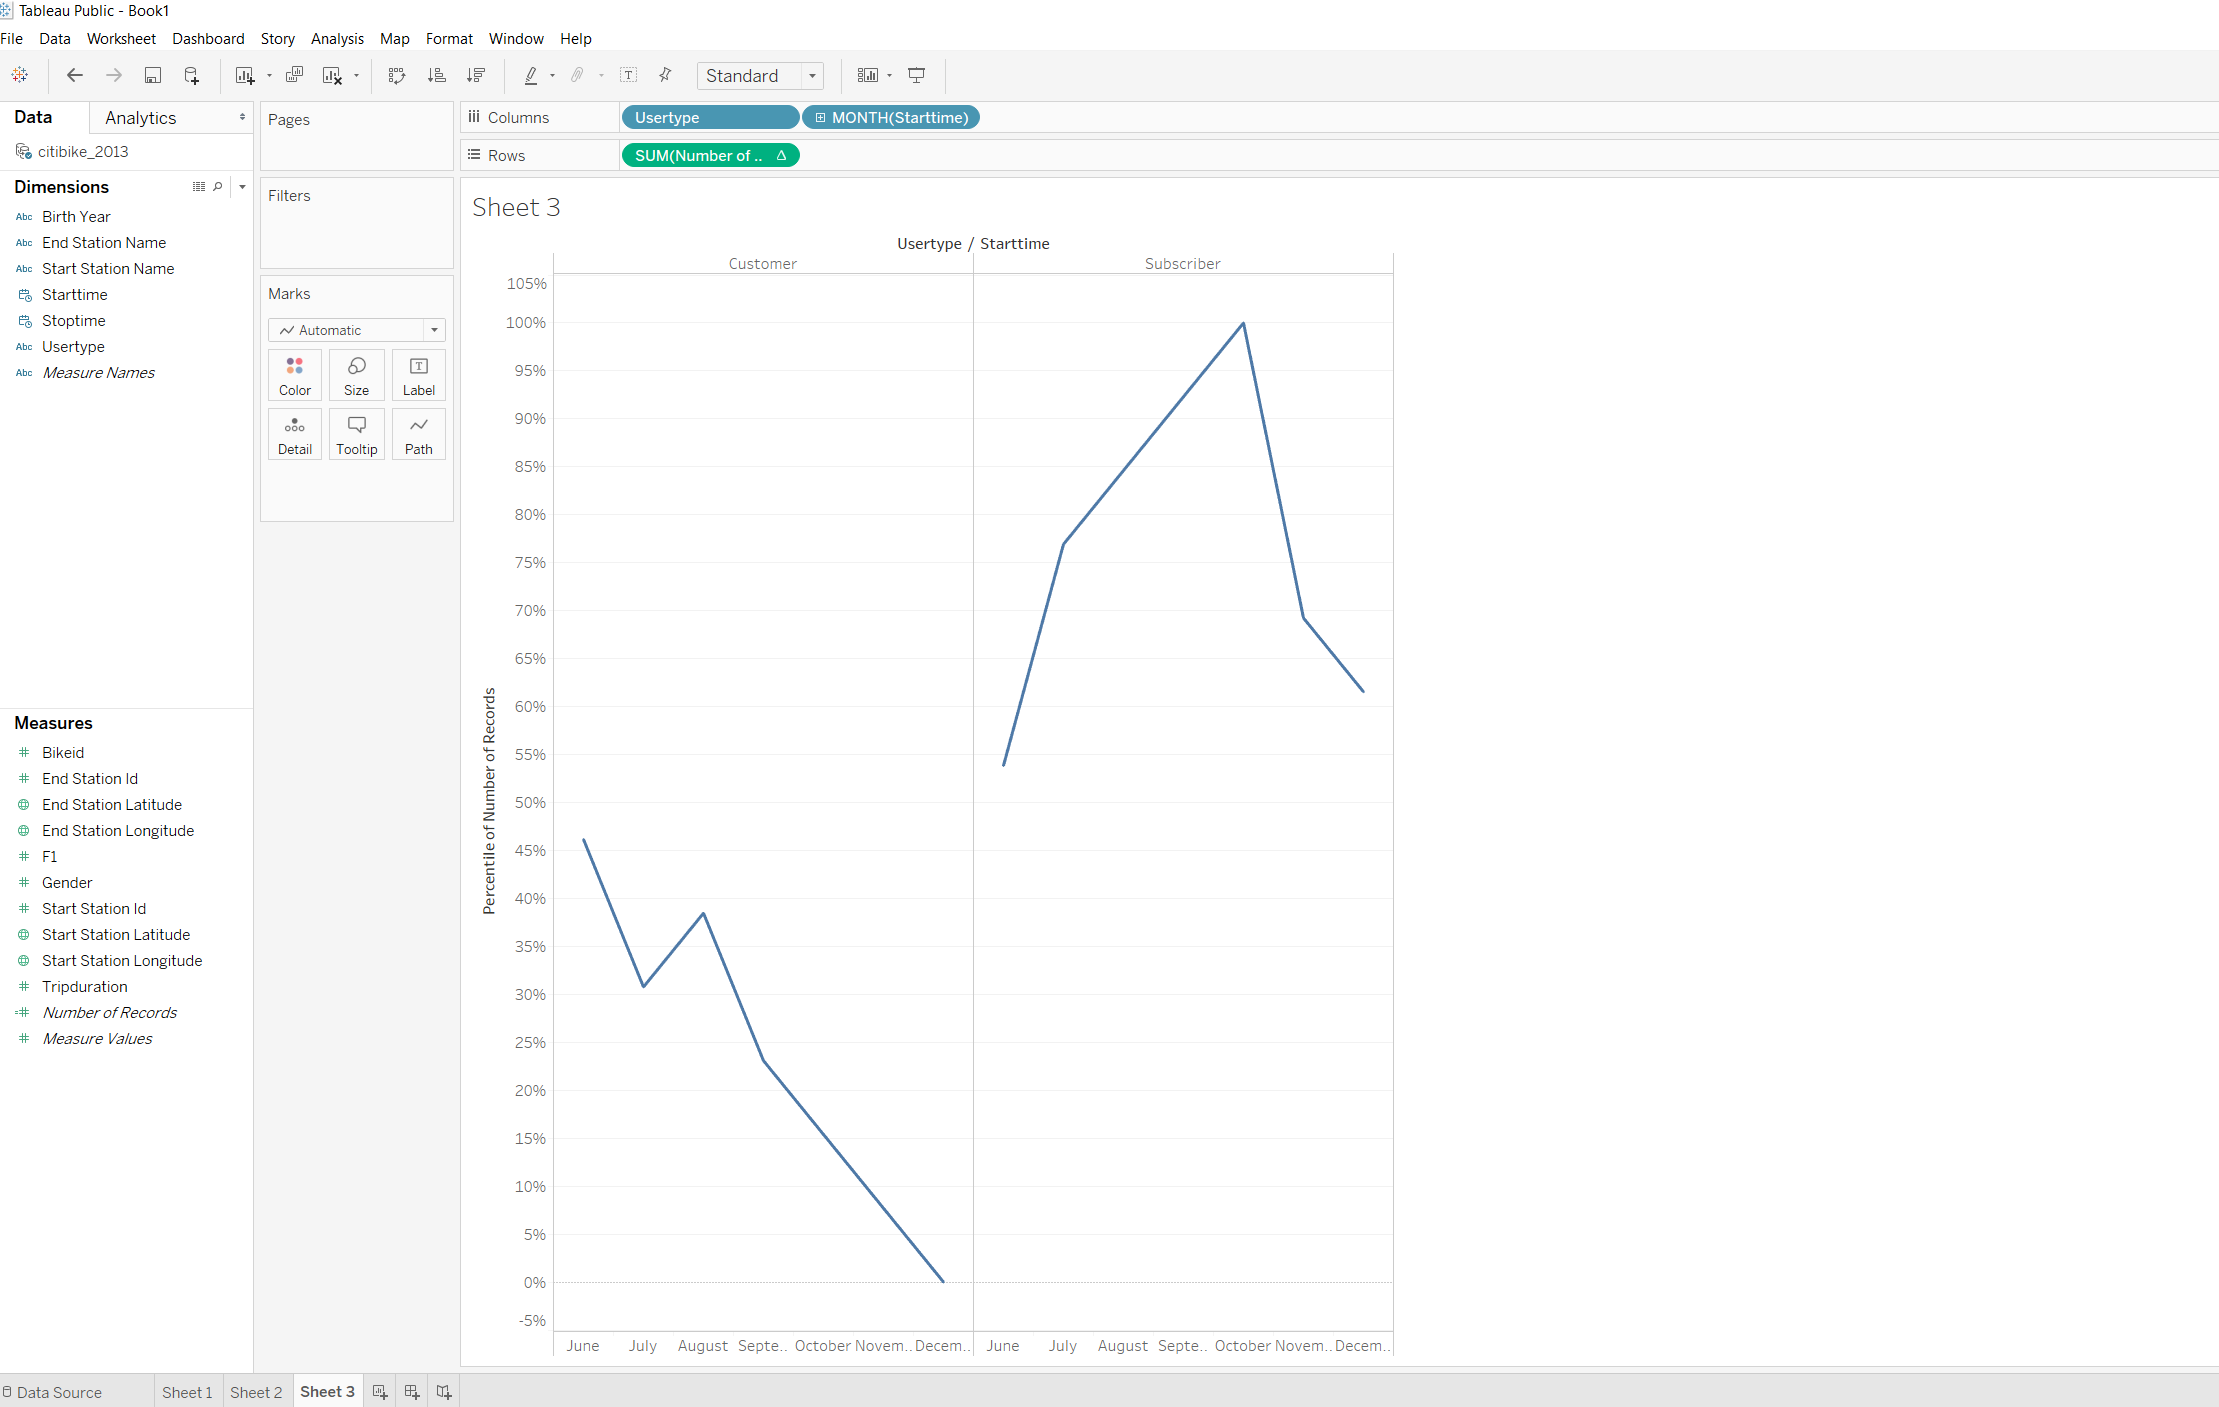 Tableau Public - Book1
File Data Worksheet Dashboard Story Analysis Map Format Window Help
Standard
Data Analytics
citibike_2013
Dimensions
Abc Birth Year
Abc End Station Name
Abc Start Station Name
Starttime
Stoptime
Abc Usertype
Abc Measure Names
Measures
# Bikeid
# End Station Id
End Station Latitude
End Station Longitude
# F1
# Gender
# Start Station Id
Start Station Latitude
Start Station Longitude
# Tripduration
=# Number of Records
# Measure Values
Pages
Filters
Marks
Automatic
Color Size T Label
Detail Tooltip Path
Columns Usertype MONTH(Starttime)
Rows SUM(Number of .. Δ
Sheet 3
Usertype / Starttime
Customer Subscriber
105%
100%
95%
90%
85%
80%
75%
70%
65%
60%
55%
50%
45%
40%
35%
30%
25%
20%
15%
10%
5%
0%
-5%
Percentile of Number of Records
June July August Septe.. October Novem.. Decem.. June July August Septe.. October Novem.. Decem..
Data Source Sheet 1 Sheet 2 Sheet 3